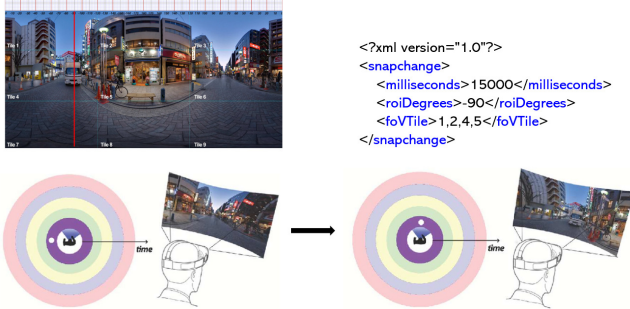 Tile 1
Tile 2
Tile 3
Tile 4
Tile 5
Tile 6
Tile 7
Tile 8
Tile 9
<?xml version="1.0"?>
<snapchange>
<milliseconds>15000</milliseconds>
<roiDegrees>-90</roiDegrees>
<foVTile>1,2,4,5</foVTile>
</snapchange>
time
time